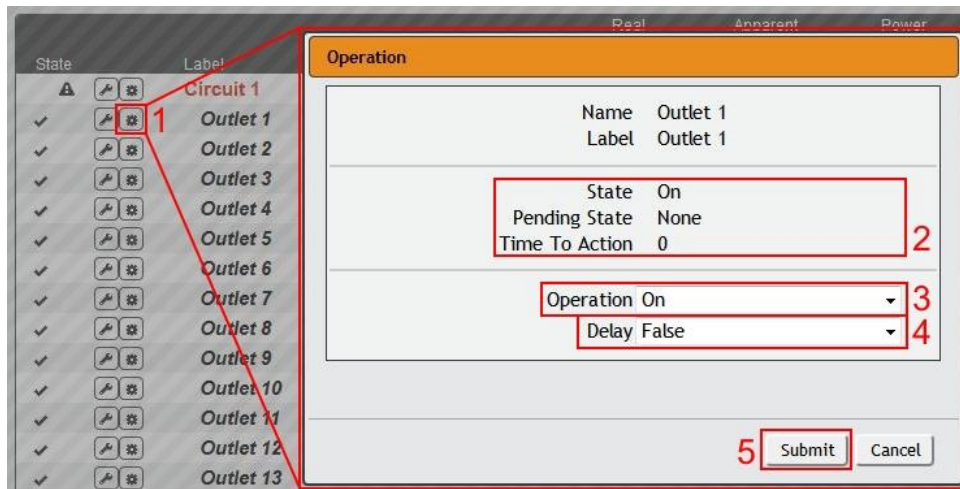 Real Apparent Power
State Label
Circuit 1
1 Outlet 1
Outlet 2
Outlet 3
Outlet 4
Outlet 5
Outlet 6
Outlet 7
Outlet 8
Outlet 9
Outlet 10
Outlet 11
Outlet 12
Outlet 13
Operation
Name Outlet 1
Label Outlet 1
State On
Pending State None
Time To Action 0
2
Operation On 3
Delay False 4
5 Submit Cancel